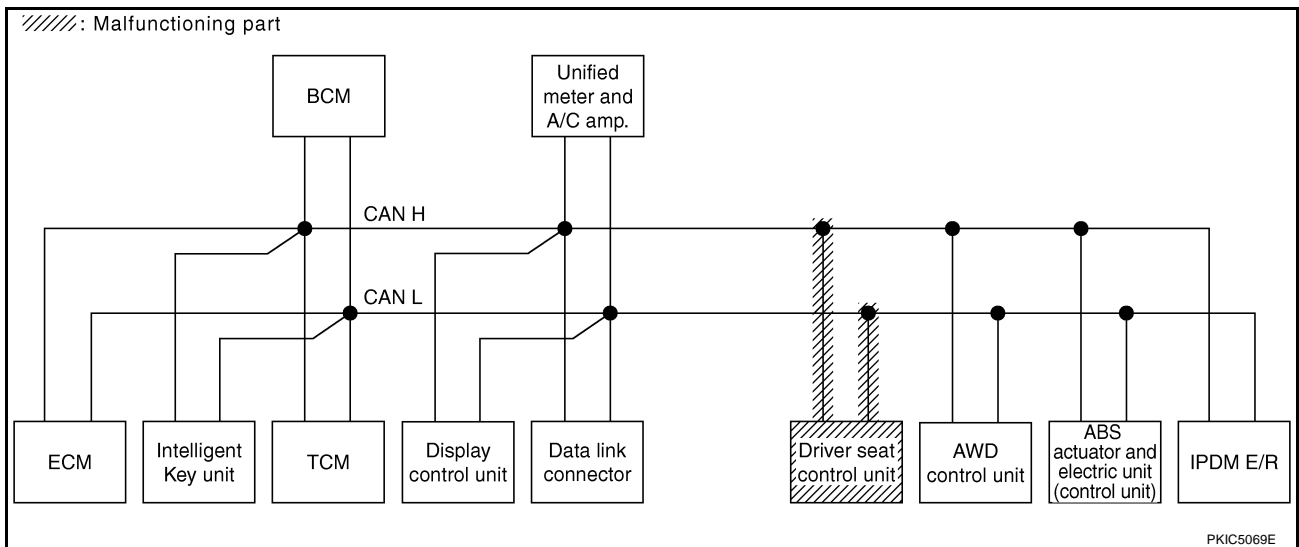 : Malfunctioning part
BCM
Unified
meter and
A/C amp.
CAN H
CAN L
ECM
Intelligent
Key unit
TCM
Display
control unit
Data link
connector
Driver seat
control unit
AWD
control unit
ABS
actuator and
electric unit
(control unit)
IPDM E/R
PKIC5069E